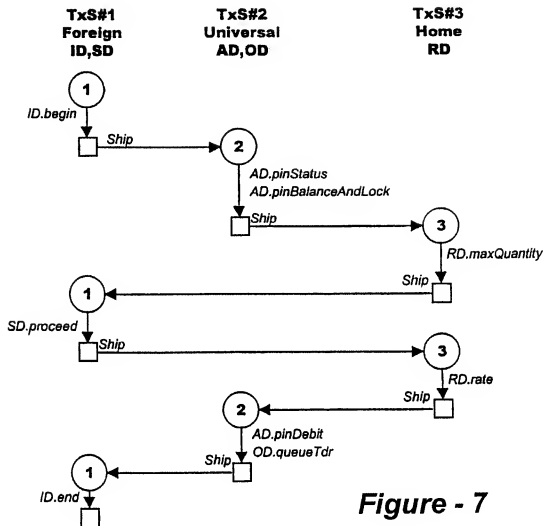 TxS#1 TxS#2 TxS#3
Foreign Universal Home
ID,SD AD,OD RD
1
ID.begin
Ship
2
AD.pinStatus
AD.pinBalanceAndLock
Ship
3
RD.maxQuantity
Ship
1
SD.proceed
Ship
3
RD.rate
Ship
2
AD.pinDebit
OD.queueTdr
Ship
1
ID.end
Figure - 7